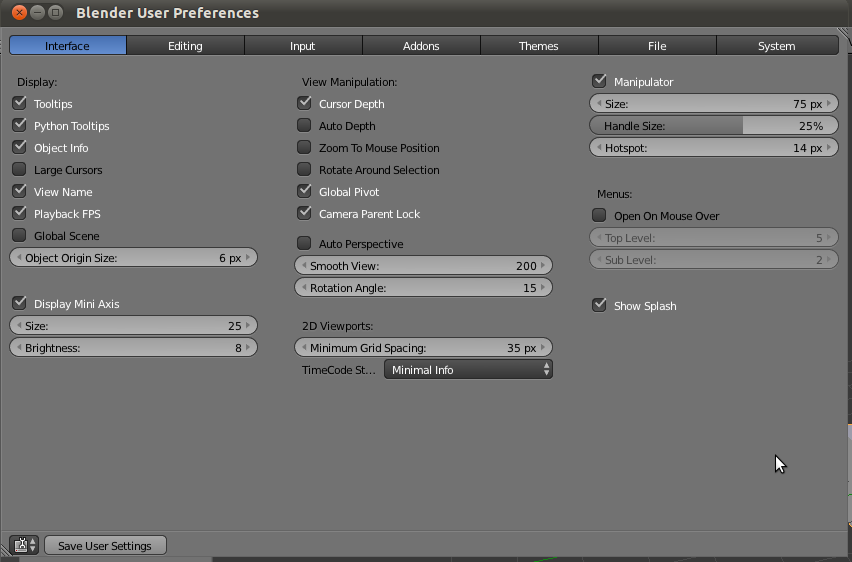 Blender User Preferences
Interface
Editing
Input
Addons
Themes
File
System
Display:
Tooltips
Python Tooltips
Object Info
Large Cursors
View Name
Playback FPS
Global Scene
Object Origin Size: 6 px
Display Mini Axis
Size: 25
Brightness: 8
View Manipulation:
Cursor Depth
Auto Depth
Zoom To Mouse Position
Rotate Around Selection
Global Pivot
Camera Parent Lock
Auto Perspective
Smooth View: 200
Rotation Angle: 15
2D Viewports:
Minimum Grid Spacing: 35 px
TimeCode St... Minimal Info
Manipulator
Size: 75 px
Handle Size: 25%
Hotspot: 14 px
Menus:
Open On Mouse Over
Top Level: 5
Sub Level: 2
Show Splash
Save User Settings